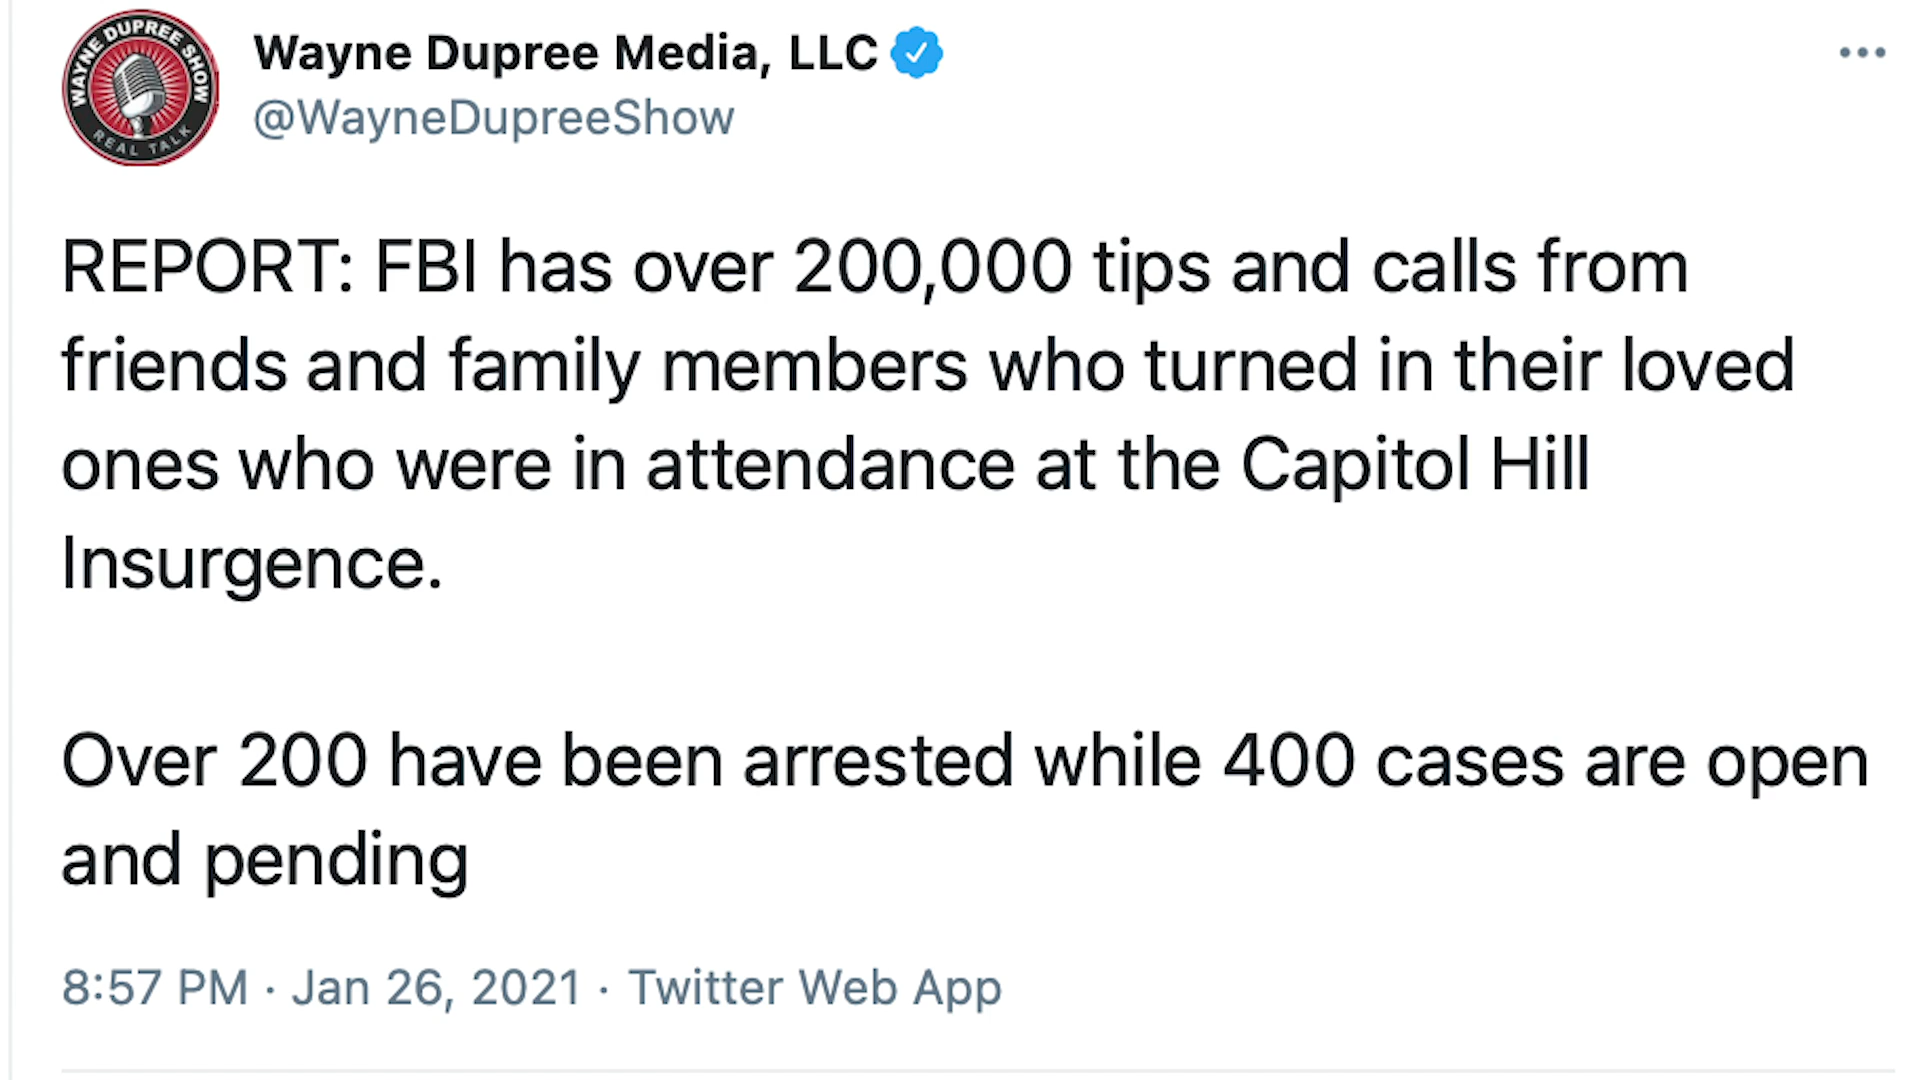 WAYNE DUPREE SHOW
REAL TALK
Wayne Dupree Media, LLC
@WayneDupreeShow
REPORT: FBI has over 200,000 tips and calls from
friends and family members who turned in their loved
ones who were in attendance at the Capitol Hill
Insurgence.
Over 200 have been arrested while 400 cases are open
and pending
8:57 PM · Jan 26, 2021 · Twitter Web App